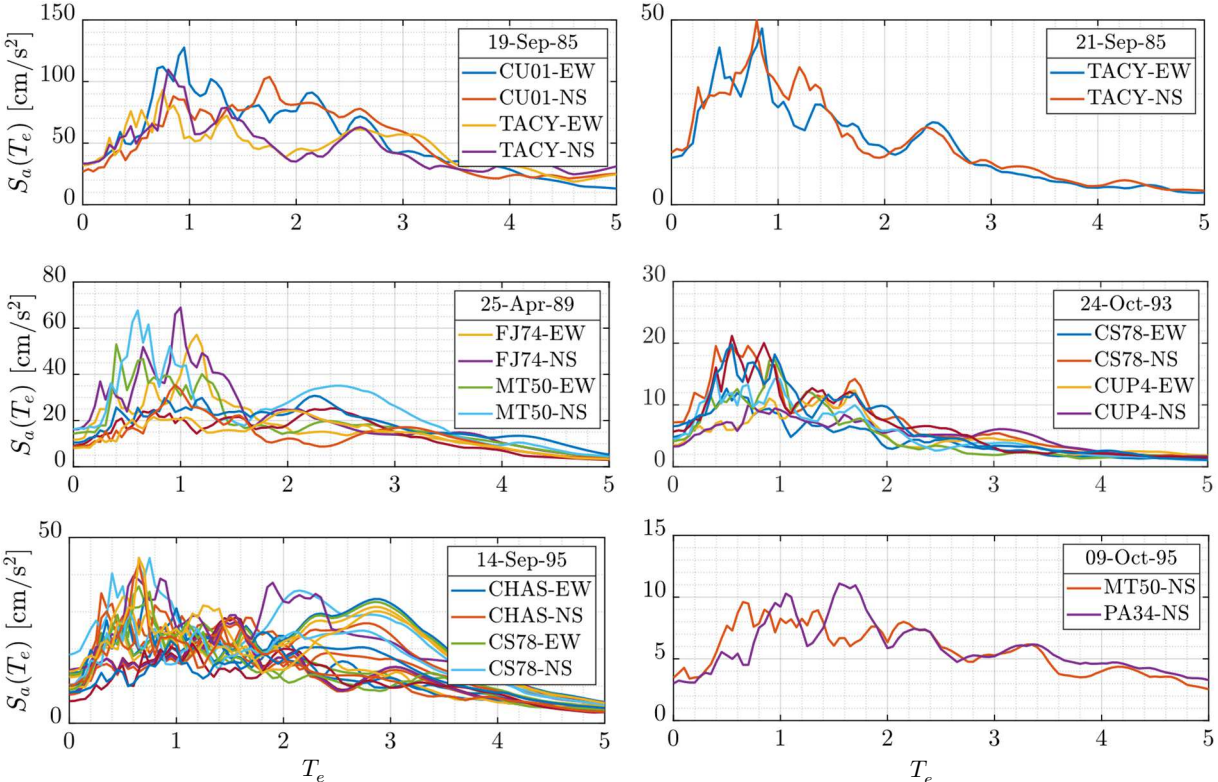 150
100
50
0
0 1 2 3 4 5
S_a(T_e) [cm/s²]
19-Sep-85
CU01-EW
CU01-NS
TACY-EW
TACY-NS
50
0
0 1 2 3 4 5
21-Sep-85
TACY-EW
TACY-NS
80
60
40
20
0
0 1 2 3 4 5
S_a(T_e) [cm/s²]
25-Apr-89
FJ74-EW
FJ74-NS
MT50-EW
MT50-NS
30
20
10
0
0 1 2 3 4 5
24-Oct-93
CS78-EW
CS78-NS
CUP4-EW
CUP4-NS
50
0
0 1 2 3 4 5
S_a(T_e) [cm/s²]
T_e
14-Sep-95
CHAS-EW
CHAS-NS
CS78-EW
CS78-NS
15
10
5
0
0 1 2 3 4 5
T_e
09-Oct-95
MT50-NS
PA34-NS